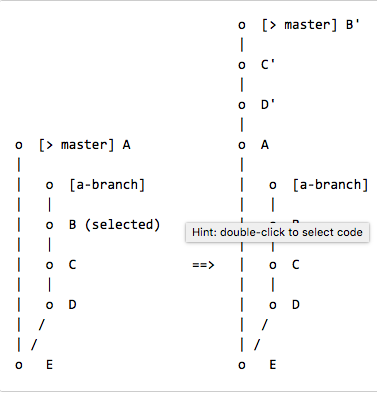 o [> master] B'
|
o C'
|
o D'
|
o [> master] A o A
| |
| o [a-branch] | o [a-branch]
| | | |
| o B (selected) |
Hint: double-click to select code
| | | |
| o C ==> | o C
| | | |
| o D | o D
| / | /
| / | /
o E o E